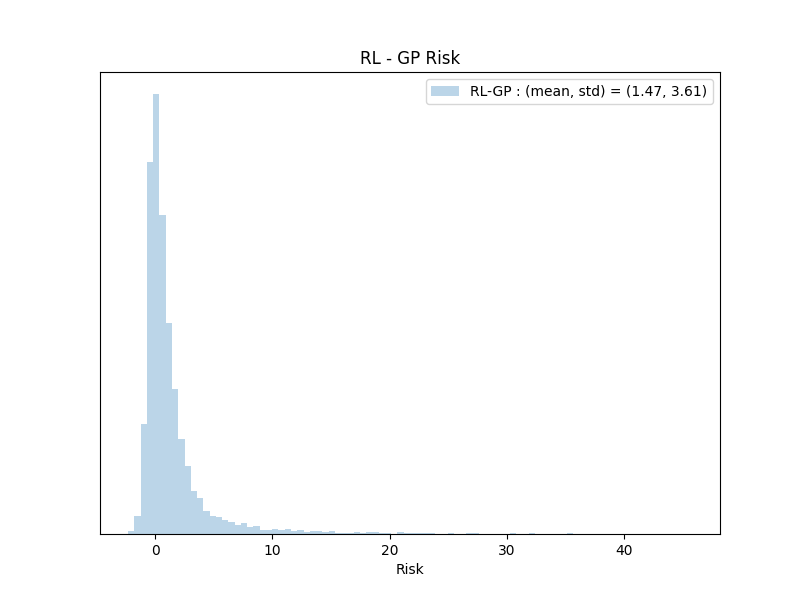 RL - GP Risk
RL-GP : (mean, std) = (1.47, 3.61)
0 10 20 30 40
Risk